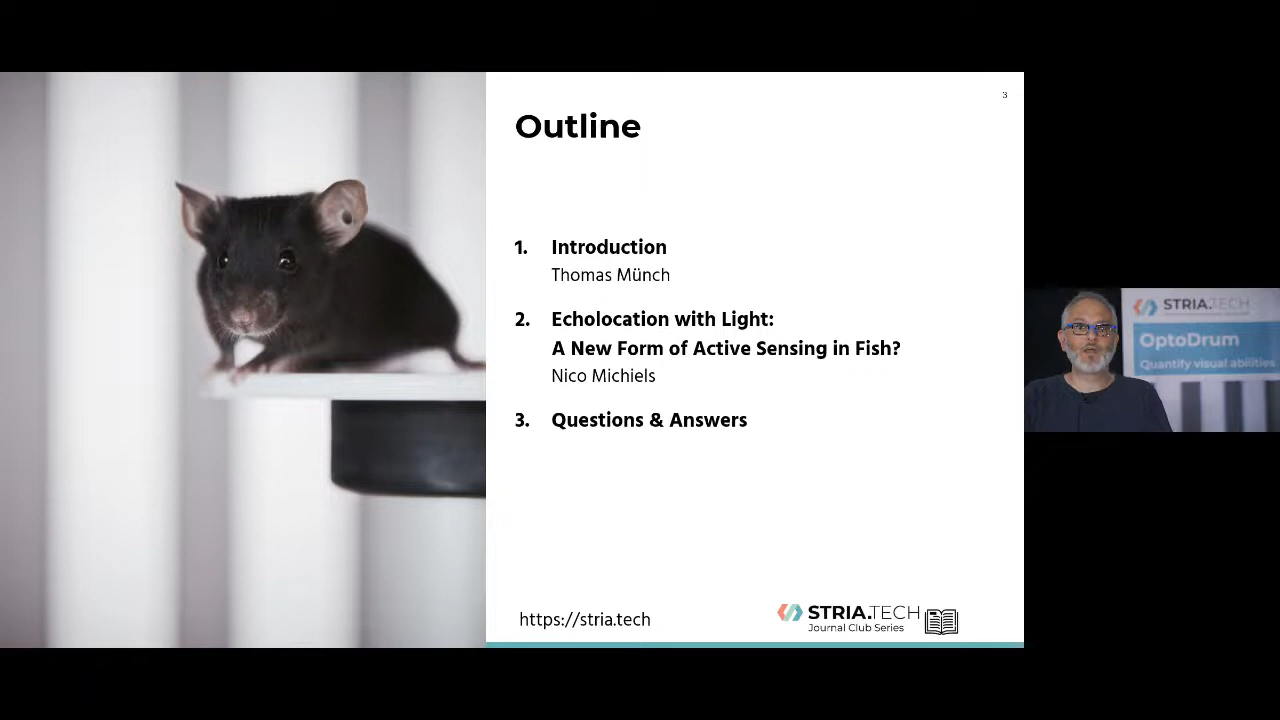 3
Outline
1. Introduction
Thomas Münch
2. Echolocation with Light:
A New Form of Active Sensing in Fish?
Nico Michiels
3. Questions & Answers
https://stria.tech
STRIA.TECH
Journal Club Series
STRIA.TECH
OptoDrum
Quantify visual abilities